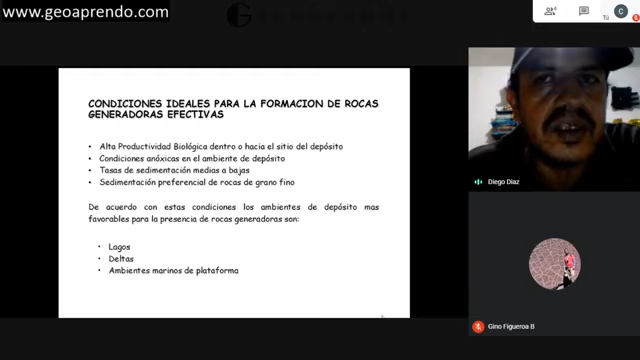 www.geoaprendo.com
6
C
Tú
CONDICIONES IDEALES PARA LA FORMACION DE ROCAS
GENERADORAS EFECTIVAS
• Alta Productividad Biológica dentro o hacia el sitio del depósito
• Condiciones anóxicas en el ambiente de depósito
• Tasas de sedimentación medias a bajas
• Sedimentación preferencial de rocas de grano fino
De acuerdo con estas condiciones los ambientes de depósito mas
favorables para la presencia de rocas generadoras son:
• Lagos
• Deltas
• Ambientes marinos de plataforma
Diego Diaz
Gino Figueroa B